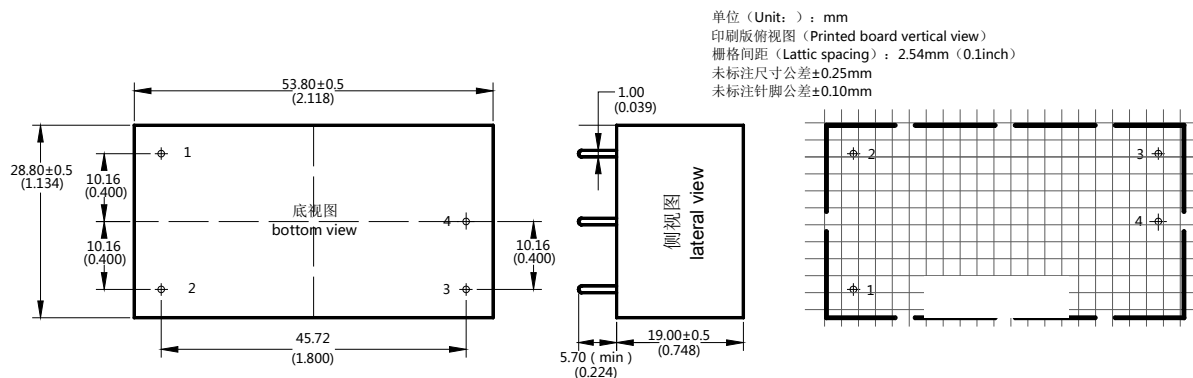 单位（Unit：）：mm
印刷版俯视图（Printed board vertical view）
栅格间距（Lattic spacing）：2.54mm（0.1inch）
未标注尺寸公差±0.25mm
未标注针脚公差±0.10mm
53.80±0.5
(2.118)
28.80±0.5
(1.134)
10.16
(0.400)
10.16
(0.400)
1
2
底视图
bottom view
4
3
10.16
(0.400)
45.72
(1.800)
1.00
(0.039)
侧视图
lateral view
5.70（min）
(0.224)
19.00±0.5
(0.748)
2
3
4
1